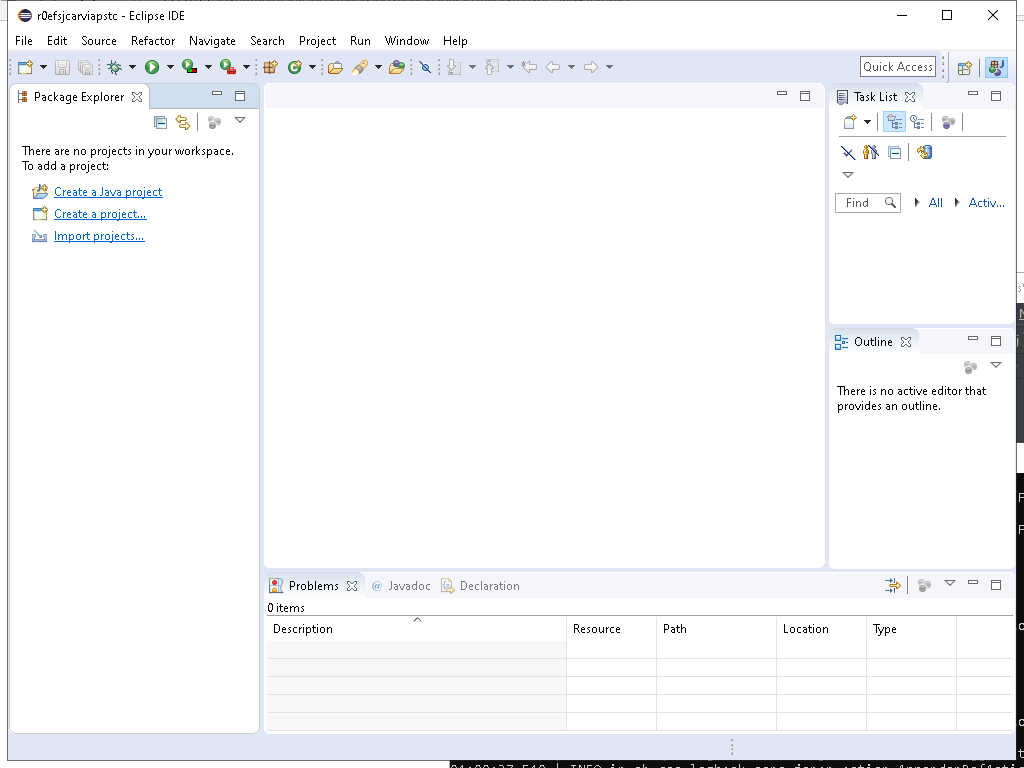 r0efsjcarviapstc - Eclipse IDE
File Edit Source Refactor Navigate Search Project Run Window Help
Quick Access
Package Explorer
There are no projects in your workspace.
To add a project:
Create a Java project
Create a project...
Import projects...
Task List
Find All Activ...
Outline
There is no active editor that
provides an outline.
Problems @ Javadoc Declaration
0 items
Description Resource Path Location Type